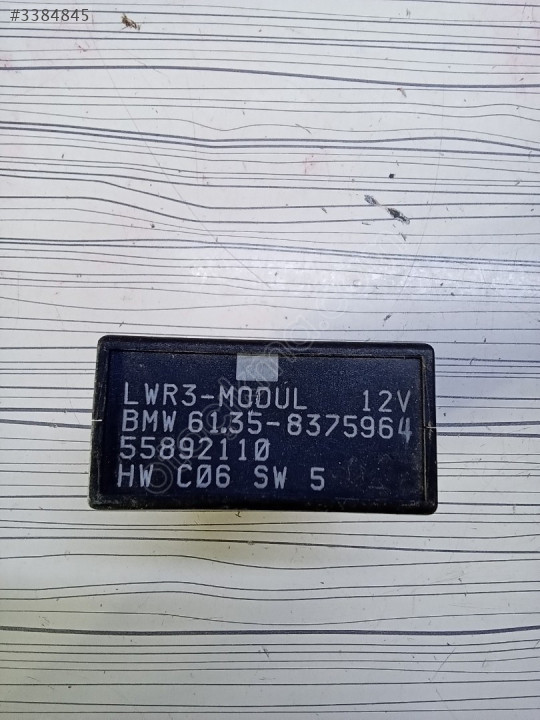 #3384845
LWR3-MODUL 12V
BMW 61.35-8375964
55892110
HW C06 SW 5